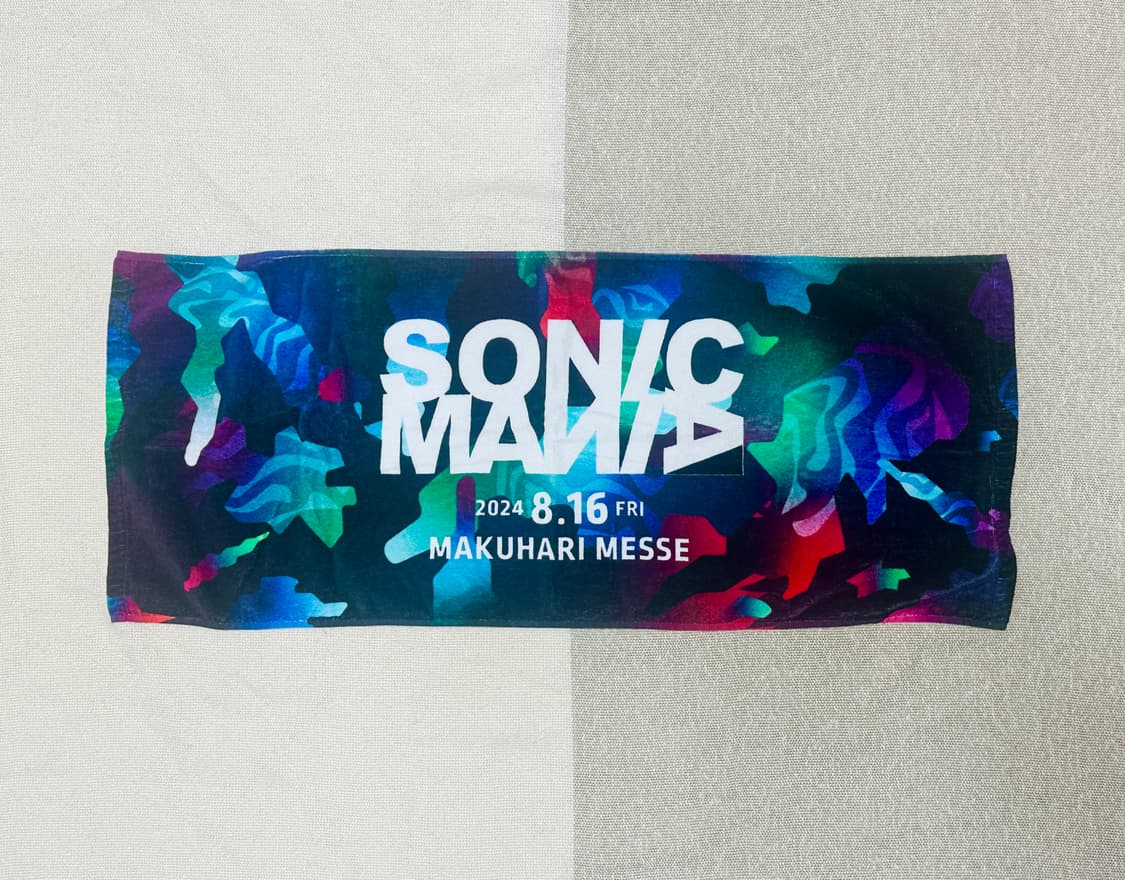 SONIC
MANIA
2024 8.16 FRI
MAKUHARI MESSE